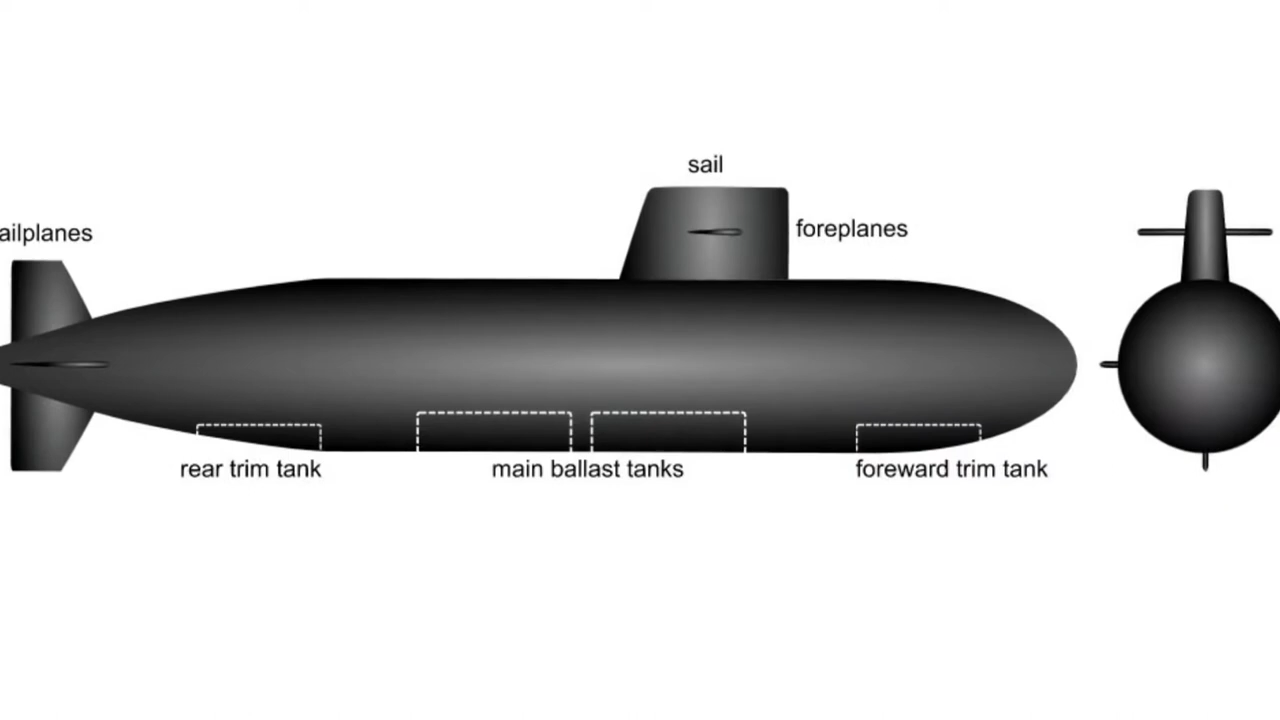 sail
foreplanes
ailplanes
rear trim tank
main ballast tanks
foreward trim tank